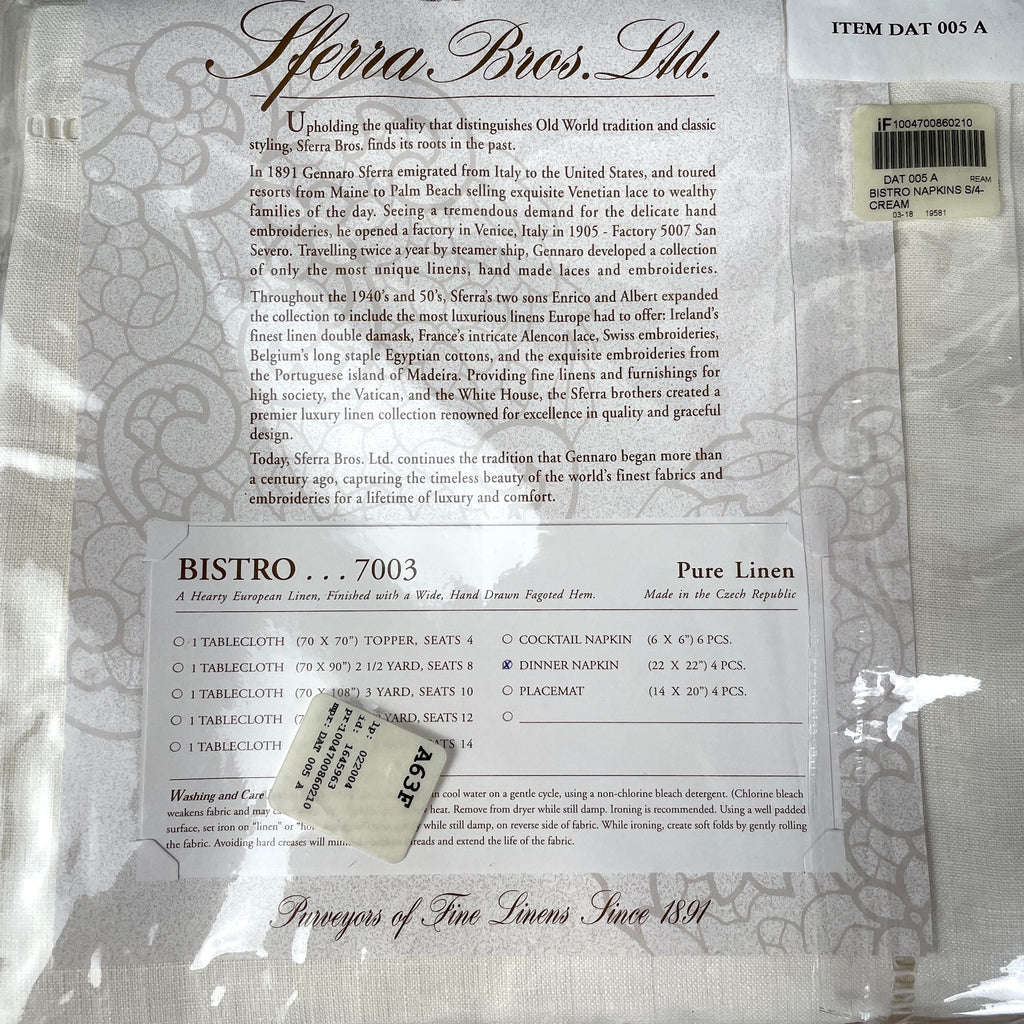 Sferra Bros. Ltd.
ITEM DAT 005 A
iF1004700860210
DAT 005 A REAM
BISTRO NAPKINS S/4-
CREAM
03-18 19581
Upholding the quality that distinguishes Old World tradition and classic
styling, Sferra Bros. finds its roots in the past.
In 1891 Gennaro Sferra emigrated from Italy to the United States, and toured
resorts from Maine to Palm Beach selling exquisite Venetian lace to wealthy
families of the day. Seeing a tremendous demand for the delicate hand
embroideries, he opened a factory in Venice, Italy in 1905 - Factory 5007 San
Severo. Travelling twice a year by steamer ship, Gennaro developed a collection
of only the most unique linens, hand made laces and embroideries.
Throughout the 1940's and 50's, Sferra's two sons Enrico and Albert expanded
the collection to include the most luxurious linens Europe had to offer: Ireland's
finest linen double damask, France's intricate Alencon lace, Swiss embroideries,
Belgium's long staple Egyptian cottons, and the exquisite embroideries from
the Portuguese island of Madeira. Providing fine linens and furnishings for
high society, the Vatican, and the White House, the Sferra brothers created a
premier luxury linen collection renowned for excellence in quality and graceful
design.
Today, Sferra Bros. Ltd. continues the tradition that Gennaro began more than
a century ago, capturing the timeless beauty of the world's finest fabrics and
embroideries for a lifetime of luxury and comfort.
BISTRO ... 7003 Pure Linen
A Hearty European Linen, Finished with a Wide, Hand Drawn Fagoted Hem. Made in the Czech Republic
1 TABLECLOTH (70 X 70") TOPPER, SEATS 4
1 TABLECLOTH (70 X 90") 2 1/2 YARD, SEATS 8
1 TABLECLOTH (70 X 108") 3 YARD, SEATS 10
1 TABLECLOTH YARD, SEATS 12
1 TABLECLOTH 14
COCKTAIL NAPKIN (6 X 6") 6 PCS.
DINNER NAPKIN (22 X 22") 4 PCS.
PLACEMAT (14 X 20") 4 PCS.
A63F
lp: 022004
id: 1645963
pr:1004700860210
mpr: DAT 005 A
Washing and Care in cool water on a gentle cycle, using a non-chlorine bleach detergent. (Chlorine bleach
weakens fabric and may heat. Remove from dryer while still damp. Ironing is recommended. Using a well padded
surface, set iron on "linen" or while still damp, on reverse side of fabric. While ironing, create soft folds by gently rolling
the fabric. Avoiding hard creases will and extend the life of the fabric.
Purveyors of Fine Linens Since 1891